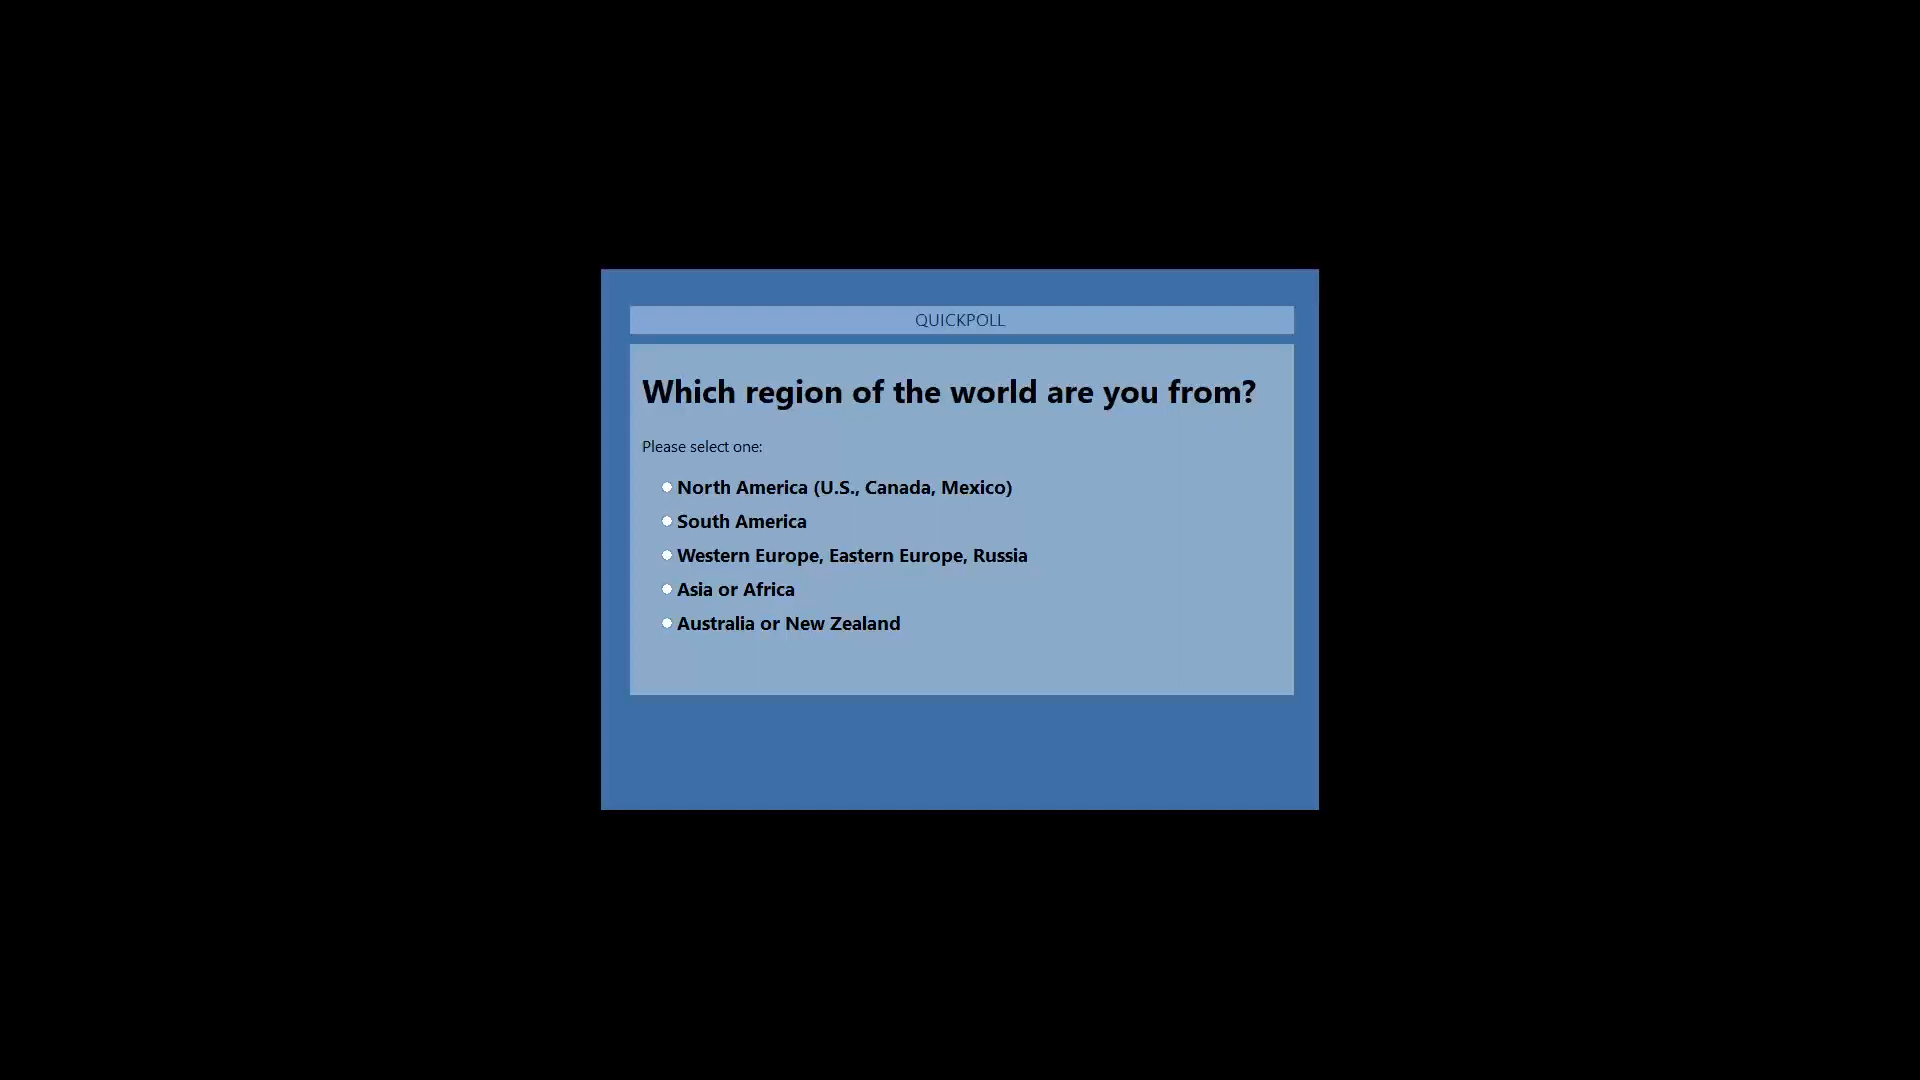 QUICKPOLL
Which region of the world are you from?
Please select one:
North America (U.S., Canada, Mexico)
South America
Western Europe, Eastern Europe, Russia
Asia or Africa
Australia or New Zealand